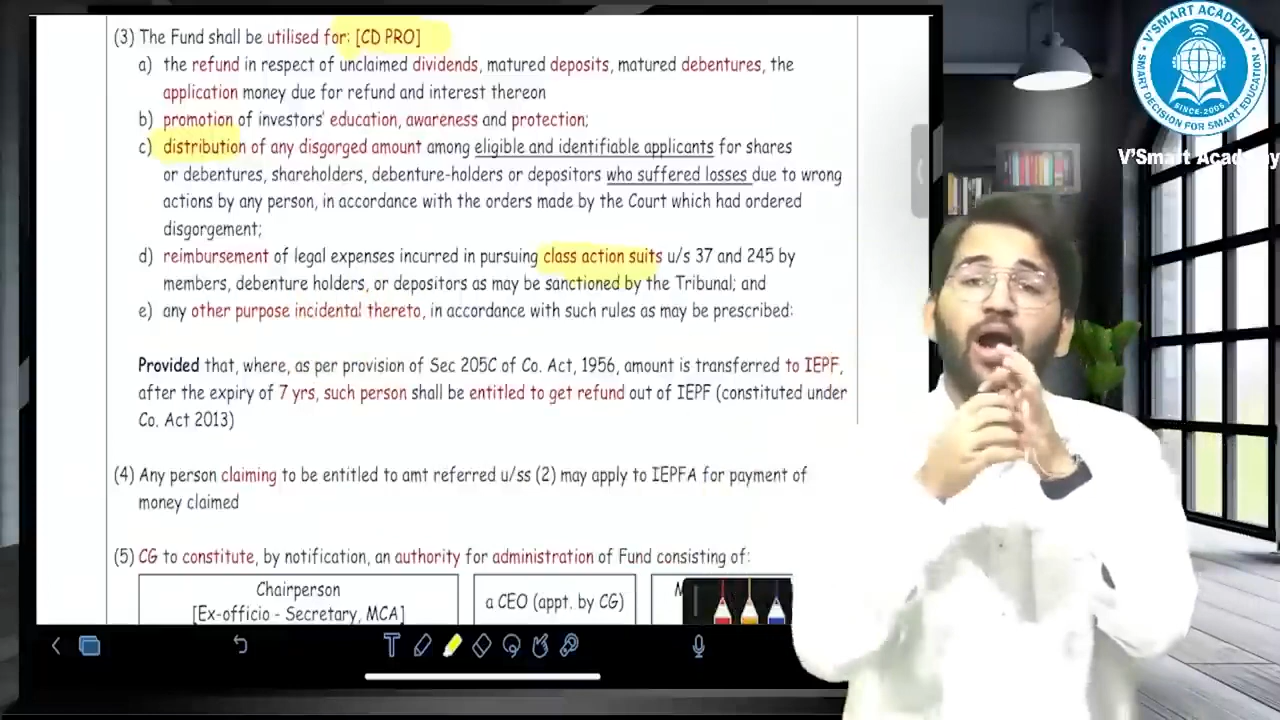 (3) The Fund shall be utilised for: [CD PRO]
a) the refund in respect of unclaimed dividends, matured deposits, matured debentures, the
application money due for refund and interest thereon
b) promotion of investors' education, awareness and protection;
c) distribution of any disgorged amount among eligible and identifiable applicants for shares
or debentures, shareholders, debenture-holders or depositors who suffered losses due to wrong
actions by any person, in accordance with the orders made by the Court which had ordered
disgorgement;
d) reimbursement of legal expenses incurred in pursuing class action suits u/s 37 and 245 by
members, debenture holders, or depositors as may be sanctioned by the Tribunal; and
e) any other purpose incidental thereto, in accordance with such rules as may be prescribed:
Provided that, where, as per provision of Sec 205C of Co. Act, 1956, amount is transferred to IEPF,
after the expiry of 7 yrs, such person shall be entitled to get refund out of IEPF (constituted under
Co. Act 2013)
(4) Any person claiming to be entitled to amt referred u/ss (2) may apply to IEPFA for payment of
money claimed
(5) CG to constitute, by notification, an authority for administration of Fund consisting of:
Chairperson
[Ex-officio - Secretary, MCA]
a CEO (appt. by CG)
V'SMART ACADEMY
SINCE-2005
SMART DECISION FOR SMART EDUCATION
V'Smart Academy